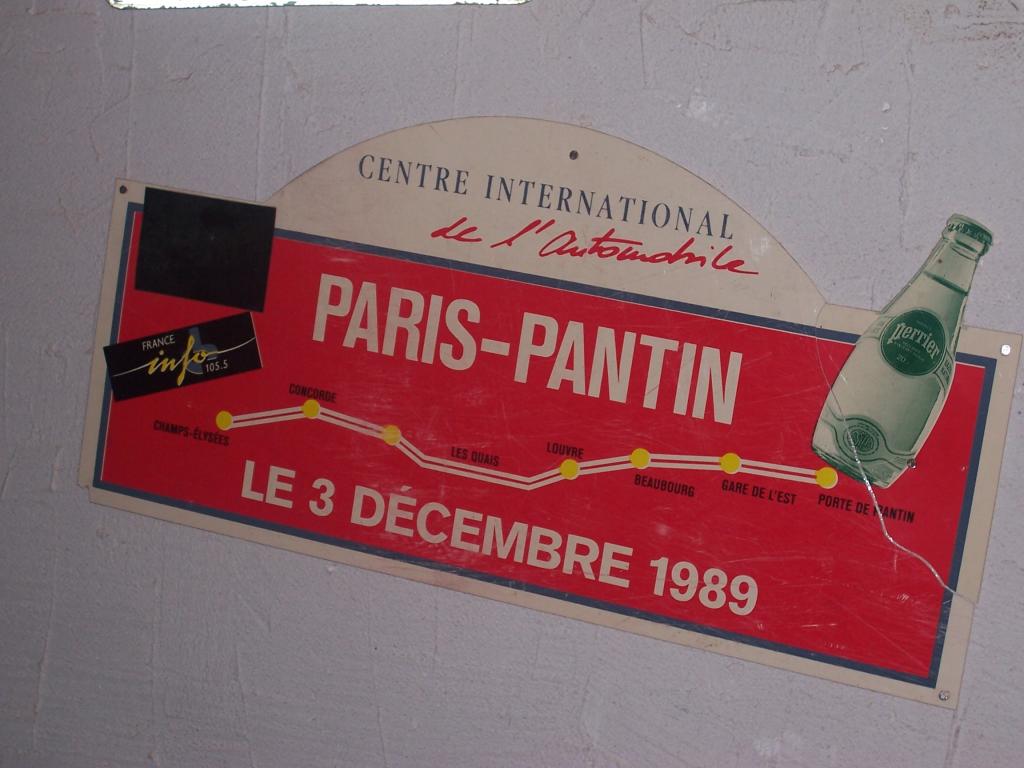 CENTRE INTERNATIONAL
de l'Automobile
PARIS-PANTIN
FRANCE
info
105.5
perrier
CONCORDE
CHAMPS-ÉLYSÉES
LES QUAIS
LOUVRE
BEAUBOURG
GARE DE L'EST
PORTE DE PANTIN
LE 3 DÉCEMBRE 1989